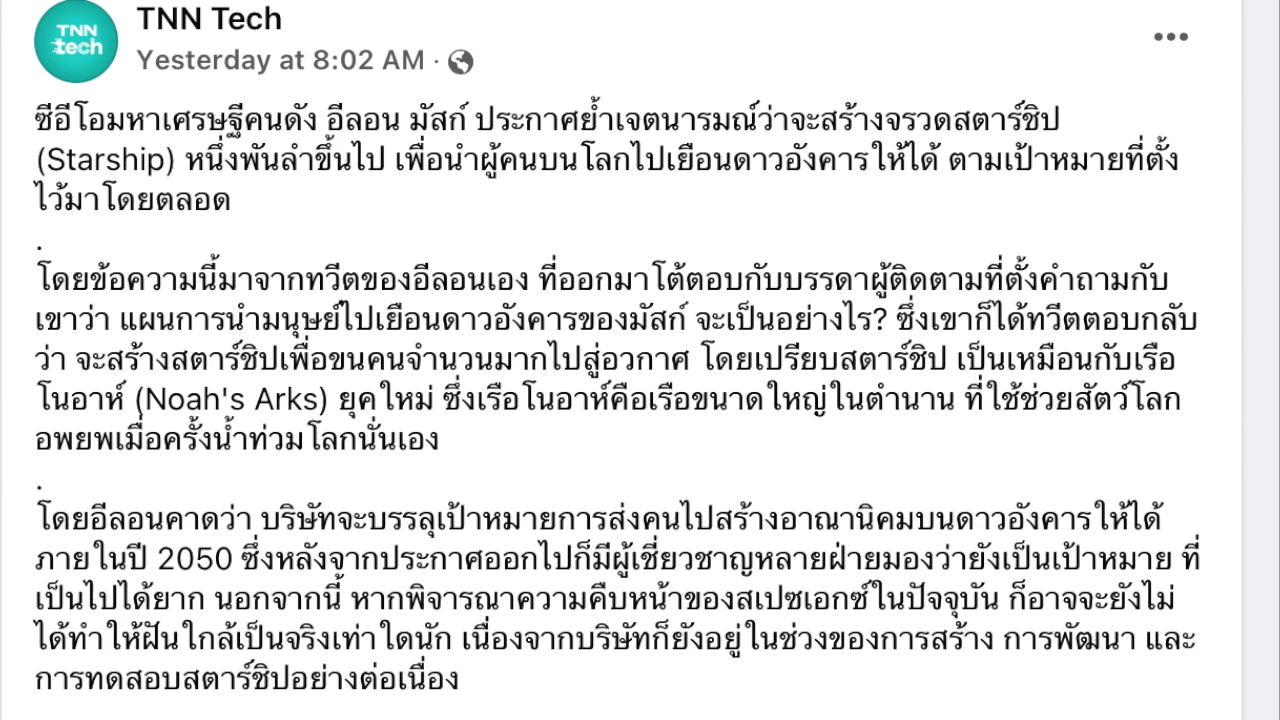 TNN
tech
TNN Tech
Yesterday at 8:02 AM ·
ซีอีโอมหาเศรษฐีคนดัง อีลอน มัสก์ ประกาศย้ำเจตนารมณ์ว่าจะสร้างจรวดสตาร์ชิป
(Starship) หนึ่งพันลำขึ้นไป เพื่อนำผู้คนบนโลกไปเยือนดาวอังคารให้ได้ ตามเป้าหมายที่ตั้ง
ไว้มาโดยตลอด
.
โดยข้อความนี้มาจากทวีตของอีลอนเอง ที่ออกมาโต้ตอบกับบรรดาผู้ติดตามที่ตั้งคำถามกับ
เขาว่า แผนการนำมนุษย์ไปเยือนดาวอังคารของมัสก์ จะเป็นอย่างไร? ซึ่งเขาก็ได้ทวีตตอบกลับ
ว่า จะสร้างสตาร์ชิปเพื่อขนคนจำนวนมากไปสู่อวกาศ โดยเปรียบสตาร์ชิป เป็นเหมือนกับเรือ
โนอาห์ (Noah's Arks) ยุคใหม่ ซึ่งเรือโนอาห์คือเรือขนาดใหญ่ในตำนาน ที่ใช้ช่วยสัตว์โลก
อพยพเมื่อครั้งน้ำท่วมโลกนั่นเอง
.
โดยอีลอนคาดว่า บริษัทจะบรรลุเป้าหมายการส่งคนไปสร้างอาณานิคมบนดาวอังคารให้ได้
ภายในปี 2050 ซึ่งหลังจากประกาศออกไปก็มีผู้เชี่ยวชาญหลายฝ่ายมองว่ายังเป็นเป้าหมาย ที่
เป็นไปได้ยาก นอกจากนี้ หากพิจารณาความคืบหน้าของสเปซเอกซ์ในปัจจุบัน ก็อาจจะยังไม่
ได้ทำให้ฝันใกล้เป็นจริงเท่าใดนัก เนื่องจากบริษัทก็ยังอยู่ในช่วงของการสร้าง การพัฒนา และ
การทดสอบสตาร์ชิปอย่างต่อเนื่อง